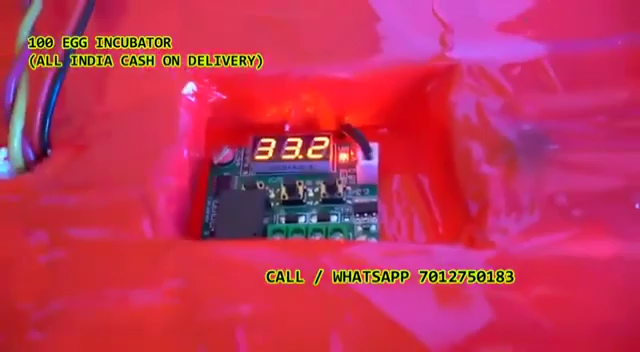 100 EGG INCUBATOR
(ALL INDIA CASH ON DELIVERY)
33.2
CALL / WHATSAPP 7012750183